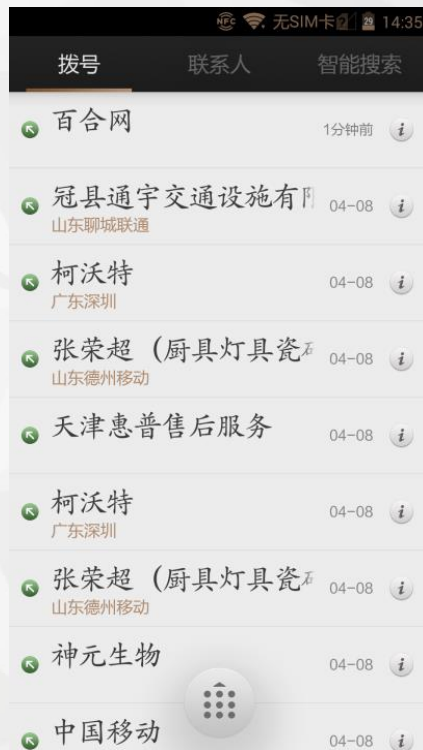 NFC 无SIM卡 29 14:35
拨号 联系人 智能搜索
百合网 1分钟前
冠县通宇交通设施有 04-08
山东聊城联通
柯沃特 04-08
广东深圳
张荣超（厨具灯具瓷 04-08
山东德州移动
天津惠普售后服务 04-08
柯沃特 04-08
广东深圳
张荣超（厨具灯具瓷 04-08
山东德州移动
神元生物 04-08
中国移动 04-08